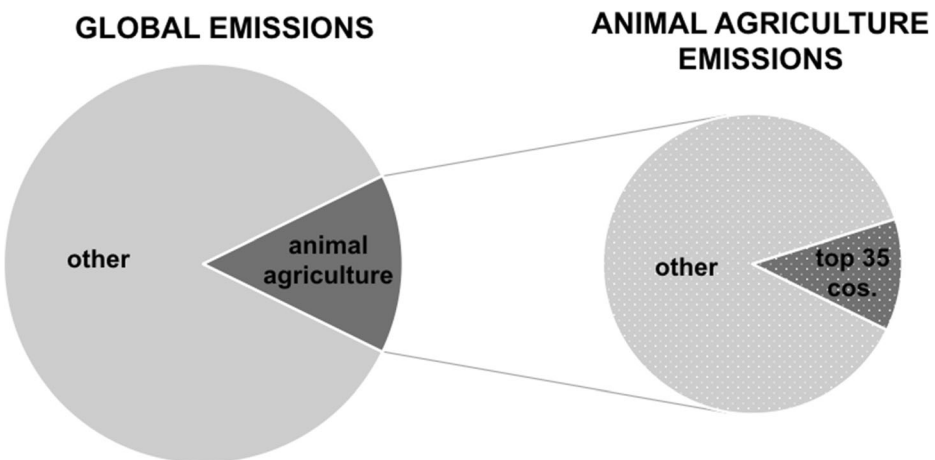 GLOBAL EMISSIONS
other
animal
agriculture
ANIMAL AGRICULTURE
EMISSIONS
other
top 35
cos.